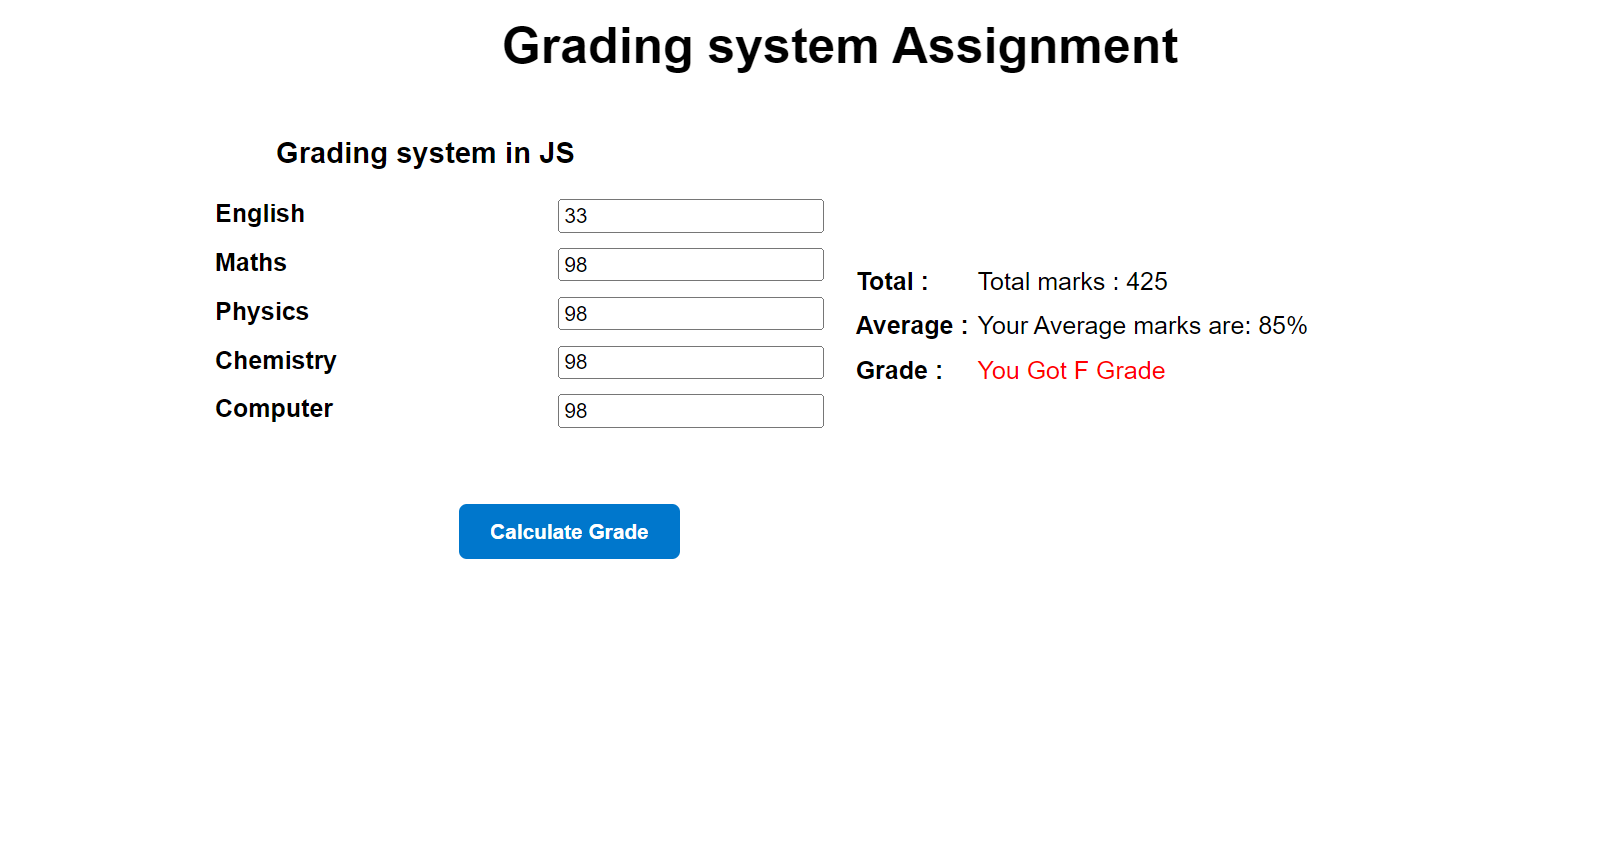 Grading system Assignment
Grading system in JS
English 33
Maths 98
Physics 98
Chemistry 98
Computer 98
Total : Total marks : 425
Average : Your Average marks are: 85%
Grade : You Got F Grade
Calculate Grade